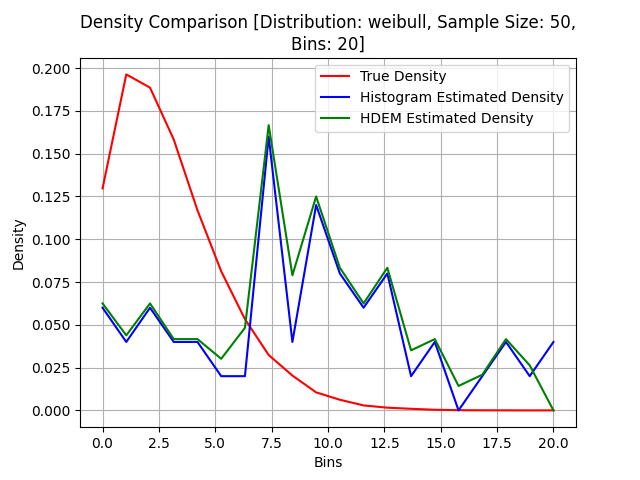 Density Comparison [Distribution: weibull, Sample Size: 50,
Bins: 20]
True Density
Histogram Estimated Density
HDEM Estimated Density
Density
0.200
0.175
0.150
0.125
0.100
0.075
0.050
0.025
0.000
0.0 2.5 5.0 7.5 10.0 12.5 15.0 17.5 20.0
Bins